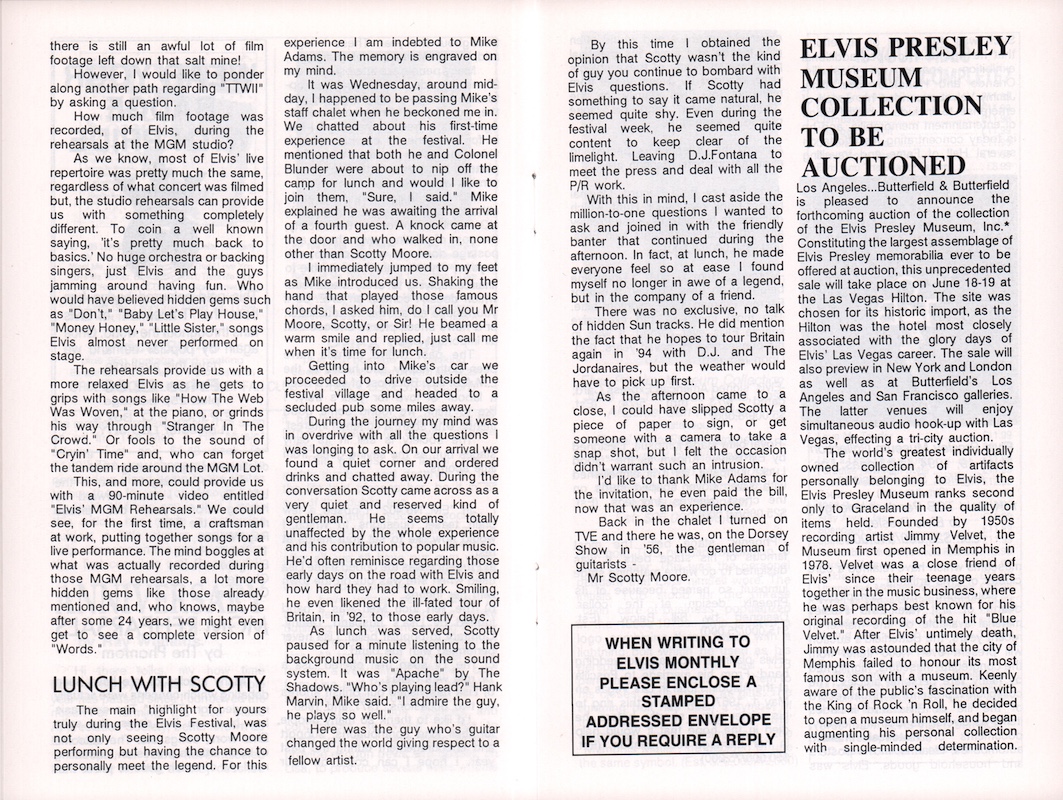 there is still an awful lot of film
footage left down that salt mine!
However, I would like to ponder
along another path regarding "TTWII"
by asking a question.
How much film footage was
recorded, of Elvis, during the
rehearsals at the MGM studio?
As we know, most of Elvis' live
repertoire was pretty much the same,
regardless of what concert was filmed
but, the studio rehearsals can provide
us with something completely
different. To coin a well known
saying, 'it's pretty much back to
basics.' No huge orchestra or backing
singers, just Elvis and the guys
jamming around having fun. Who
would have believed hidden gems such
as "Don't," "Baby Let's Play House,"
"Money Honey," "Little Sister," songs
Elvis almost never performed on
stage.
The rehearsals provide us with a
more relaxed Elvis as he gets to
grips with songs like "How The Web
Was Woven," at the piano, or grinds
his way through "Stranger In The
Crowd." Or fools to the sound of
"Cryin' Time" and, who can forget
the tandem ride around the MGM Lot.
This, and more, could provide us
with a 90-minute video entitled
"Elvis' MGM Rehearsals." We could
see, for the first time, a craftsman
at work, putting together songs for a
live performance. The mind boggles at
what was actually recorded during
those MGM rehearsals, a lot more
hidden gems like those already
mentioned and, who knows, maybe
after some 24 years, we might even
get to see a complete version of
"Words."
LUNCH WITH SCOTTY
The main highlight for yours
truly during the Elvis Festival, was
not only seeing Scotty Moore
performing but having the chance to
personally meet the legend. For this
experience I am indebted to Mike
Adams. The memory is engraved on
my mind.
It was Wednesday, around mid-
day, I happened to be passing Mike's
staff chalet when he beckoned me in.
We chatted about his first-time
experience at the festival. He
mentioned that both he and Colonel
Blunder were about to nip off the
camp for lunch and would I like to
join them, "Sure, I said." Mike
explained he was awaiting the arrival
of a fourth guest. A knock came at
the door and who walked in, none
other than Scotty Moore.
I immediately jumped to my feet
as Mike introduced us. Shaking the
hand that played those famous
chords, I asked him, do I call you Mr
Moore, Scotty, or Sir! He beamed a
warm smile and replied, just call me
when it's time for lunch.
Getting into Mike's car we
proceeded to drive outside the
festival village and headed to a
secluded pub some miles away.
During the journey my mind was
in overdrive with all the questions I
was longing to ask. On our arrival we
found a quiet corner and ordered
drinks and chatted away. During the
conversation Scotty came across as a
very quiet and reserved kind of
gentleman. He seems totally
unaffected by the whole experience
and his contribution to popular music.
He'd often reminisce regarding those
early days on the road with Elvis and
how hard they had to work. Smiling,
he even likened the ill-fated tour of
Britain, in '92, to those early days.
As lunch was served, Scotty
paused for a minute listening to the
background music on the sound
system. It was "Apache" by The
Shadows. "Who's playing lead?" Hank
Marvin, Mike said. "I admire the guy,
he plays so well."
Here was the guy who's guitar
changed the world giving respect to a
fellow artist.
By this time I obtained the
opinion that Scotty wasn't the kind
of guy you continue to bombard with
Elvis questions. If Scotty had
something to say it came natural, he
seemed quite shy. Even during the
festival week, he seemed quite
content to keep clear of the
limelight. Leaving D.J.Fontana to
meet the press and deal with all the
P/R work.
With this in mind, I cast aside the
million-to-one questions I wanted to
ask and joined in with the friendly
banter that continued during the
afternoon. In fact, at lunch, he made
everyone feel so at ease I found
myself no longer in awe of a legend,
but in the company of a friend.
There was no exclusive, no talk
of hidden Sun tracks. He did mention
the fact that he hopes to tour Britain
again in '94 with D.J. and The
Jordanaires, but the weather would
have to pick up first.
As the afternoon came to a
close, I could have slipped Scotty a
piece of paper to sign, or get
someone with a camera to take a
snap shot, but I felt the occasion
didn't warrant such an intrusion.
I'd like to thank Mike Adams for
the invitation, he even paid the bill,
now that was an experience.
Back in the chalet I turned on
TVE and there he was, on the Dorsey
Show in '56, the gentleman of
guitarists -
Mr Scotty Moore.
WHEN WRITING TO
ELVIS MONTHLY
PLEASE ENCLOSE A
STAMPED
ADDRESSED ENVELOPE
IF YOU REQUIRE A REPLY
ELVIS PRESLEY
MUSEUM
COLLECTION
TO BE
AUCTIONED
Los Angeles...Butterfield & Butterfield
is pleased to announce the
forthcoming auction of the collection
of the Elvis Presley Museum, Inc.*
Constituting the largest assemblage of
Elvis Presley memorabilia ever to be
offered at auction, this unprecedented
sale will take place on June 18-19 at
the Las Vegas Hilton. The site was
chosen for its historic import, as the
Hilton was the hotel most closely
associated with the glory days of
Elvis' Las Vegas career. The sale will
also preview in New York and London
as well as at Butterfield's Los
Angeles and San Francisco galleries.
The latter venues will enjoy
simultaneous audio hook-up with Las
Vegas, effecting a tri-city auction.
The world's greatest individually
owned collection of artifacts
personally belonging to Elvis, the
Elvis Presley Museum ranks second
only to Graceland in the quality of
items held. Founded by 1950s
recording artist Jimmy Velvet, the
Museum first opened in Memphis in
1978. Velvet was a close friend of
Elvis' since their teenage years
together in the music business, where
he was perhaps best known for his
original recording of the hit "Blue
Velvet." After Elvis' untimely death,
Jimmy was astounded that the city of
Memphis failed to honour its most
famous son with a museum. Keenly
aware of the public's fascination with
the King of Rock 'n Roll, he decided
to open a museum himself, and began
augmenting his personal collection
with single-minded determination.